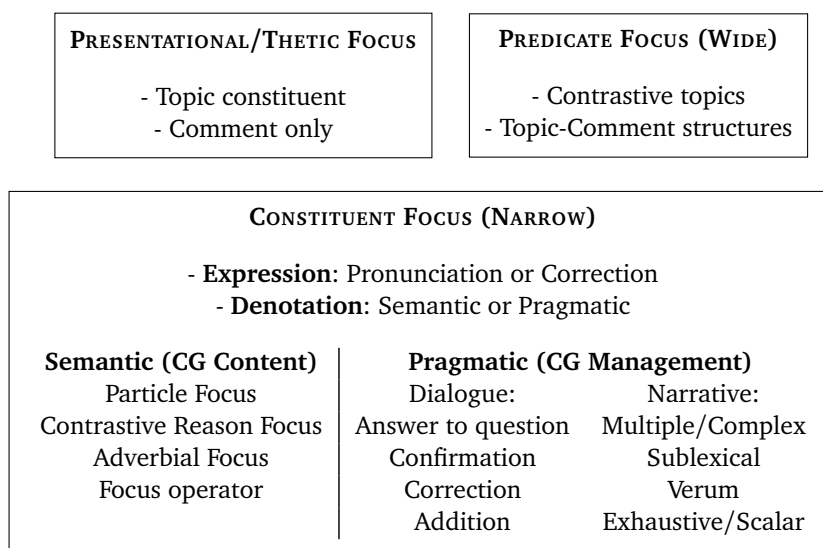 PRESENTATIONAL/THETIC FOCUS
- Topic constituent
- Comment only
PREDICATE FOCUS (WIDE)
- Contrastive topics
- Topic-Comment structures
CONSTITUENT FOCUS (NARROW)
- Expression: Pronunciation or Correction
- Denotation: Semantic or Pragmatic
Semantic (CG Content)
Particle Focus
Contrastive Reason Focus
Adverbial Focus
Focus operator
Pragmatic (CG Management)
Dialogue:
Answer to question
Confirmation
Correction
Addition
Narrative:
Multiple/Complex
Sublexical
Verum
Exhaustive/Scalar